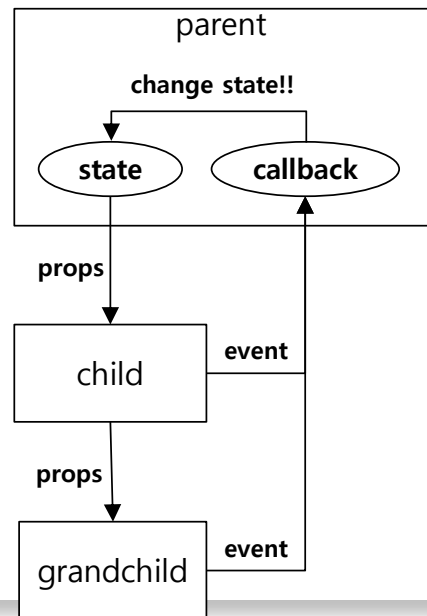 parent
change state!!
state
callback
props
event
child
props
event
grandchild